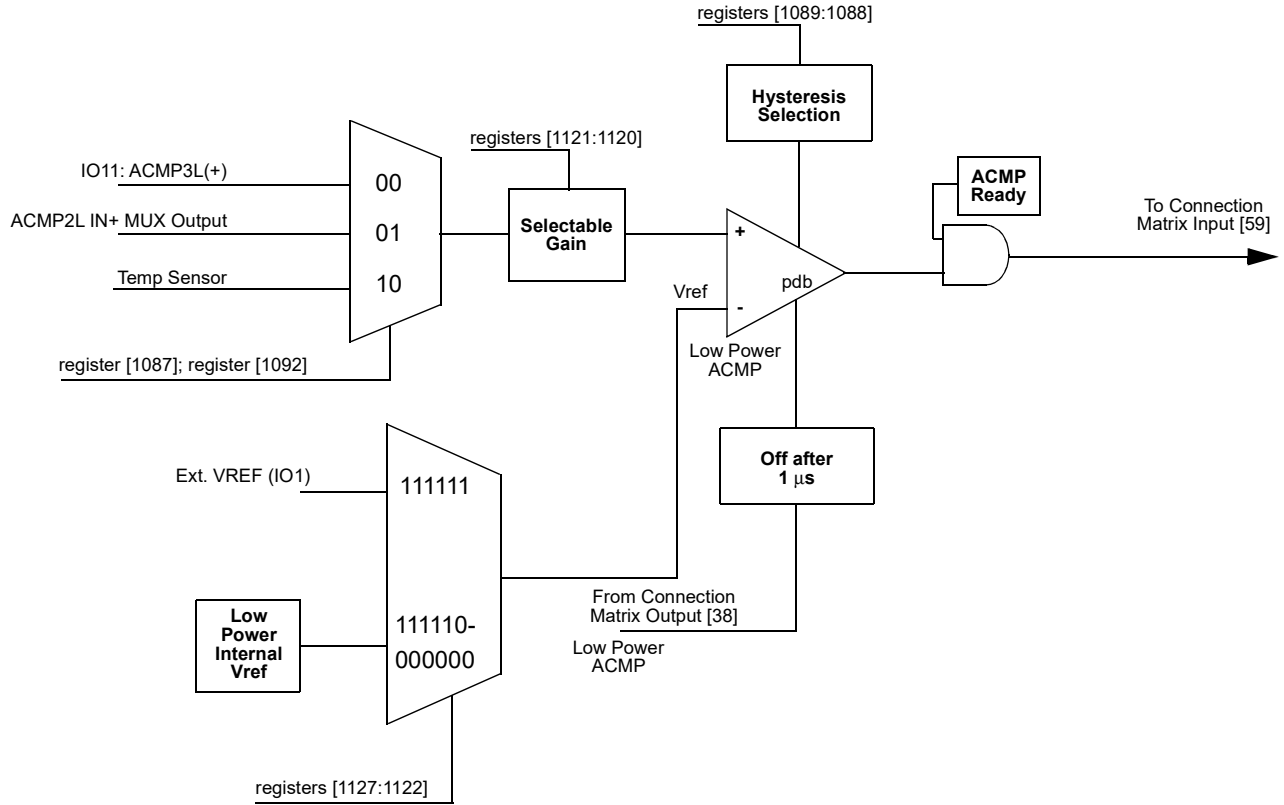 registers [1089:1088]
Hysteresis
Selection
registers [1121:1120]
IO11: ACMP3L(+)
00
ACMP2L IN+ MUX Output
01
Temp Sensor
10
register [1087]; register [1092]
Selectable
Gain
+
-
pdb
Vref
Low Power
ACMP
ACMP
Ready
To Connection
Matrix Input [59]
Off after
1 μs
From Connection
Matrix Output [38]
Low Power
ACMP
Ext. VREF (IO1)
111111
Low
Power
Internal
Vref
111110-
000000
registers [1127:1122]